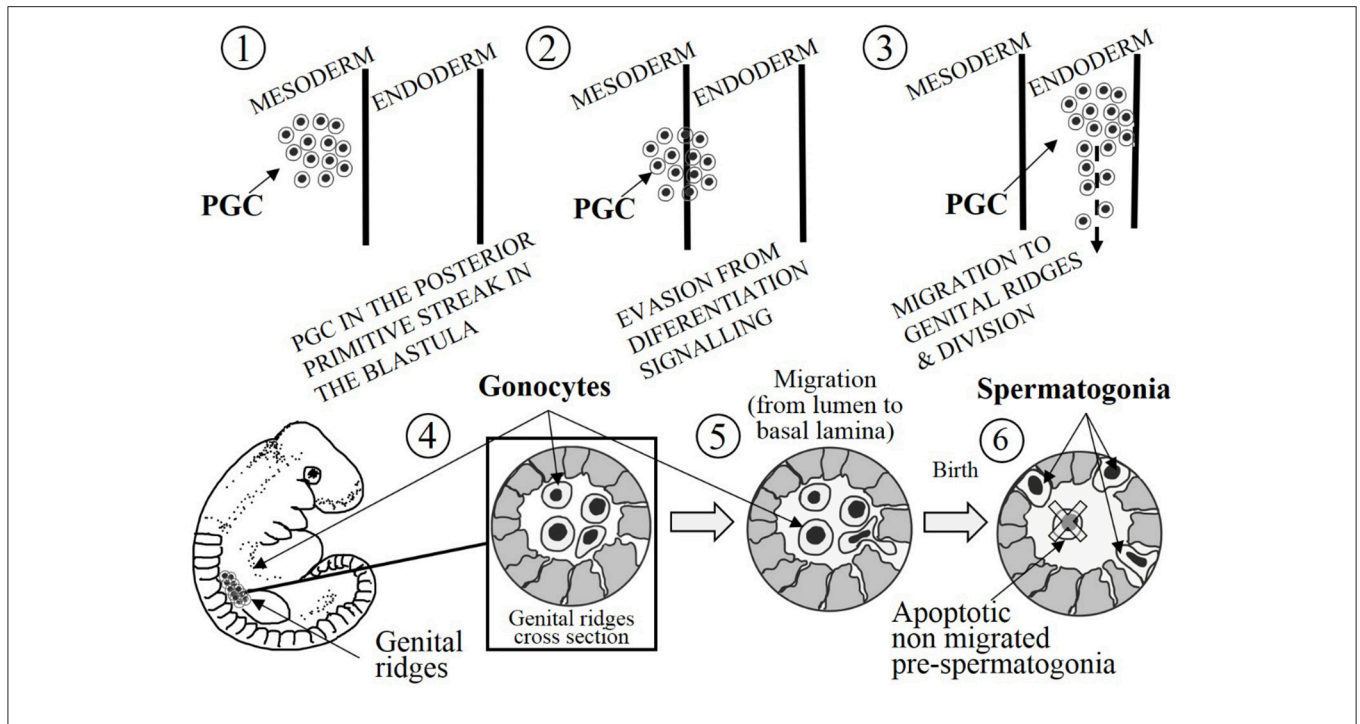 1
MESODERM
ENDODERM
PGC
PGC IN THE POSTERIOR
PRIMITIVE STREAK IN
THE BLASTULA
2
MESODERM
ENDODERM
PGC
EVASION FROM
DIFERENTIATION
SIGNALLING
3
MESODERM
ENDODERM
PGC
MIGRATION TO
GENITAL RIDGES
& DIVISION
4
Gonocytes
Genital ridges
cross section
Genital
ridges
5
Migration
(from lumen to
basal lamina)
Birth
6
Spermatogonia
Apoptotic
non migrated
pre-spermatogonia